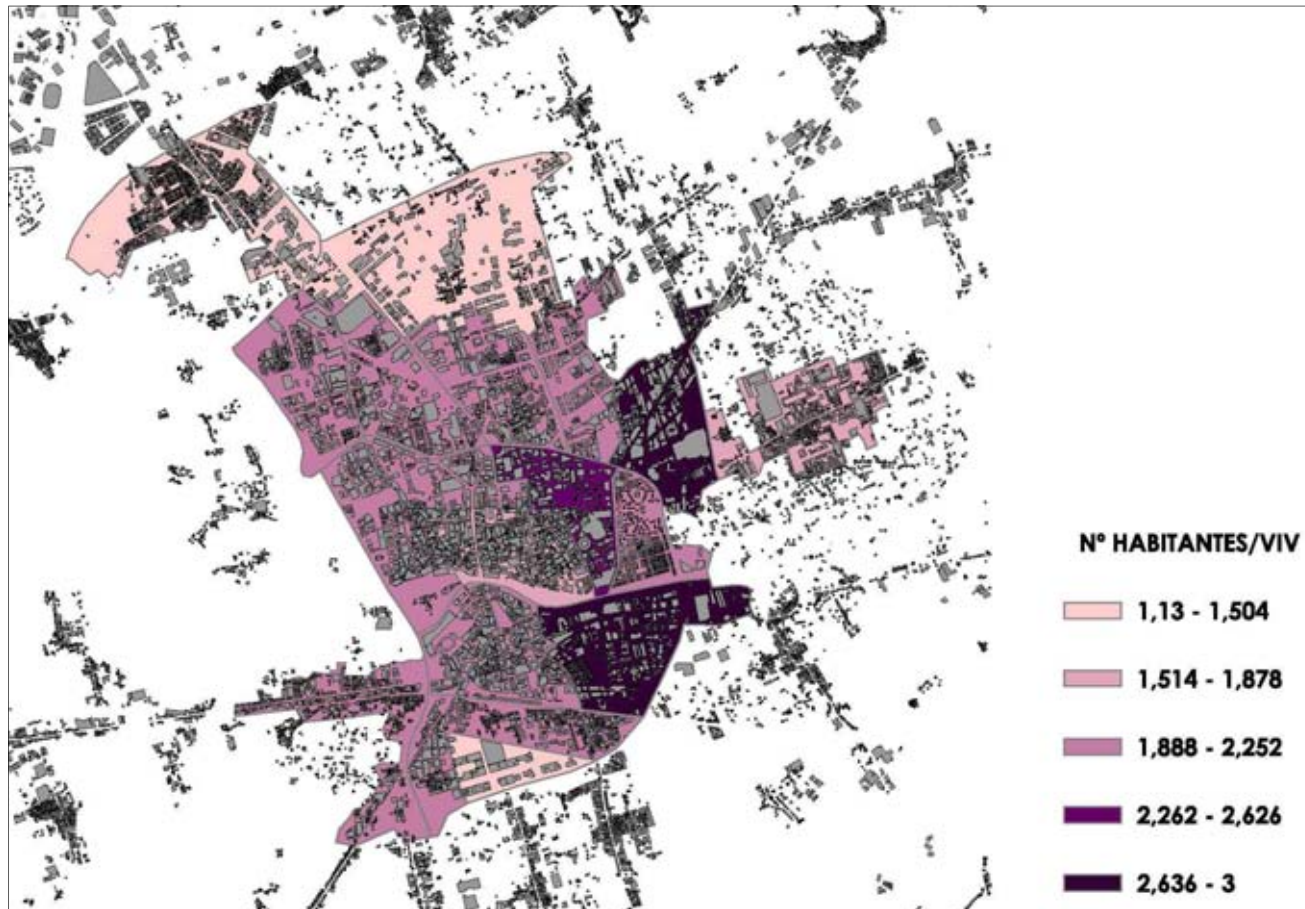 Nº HABITANTES/VIV
1,13 - 1,504
1,514 - 1,878
1,888 - 2,252
2,262 - 2,626
2,636 - 3